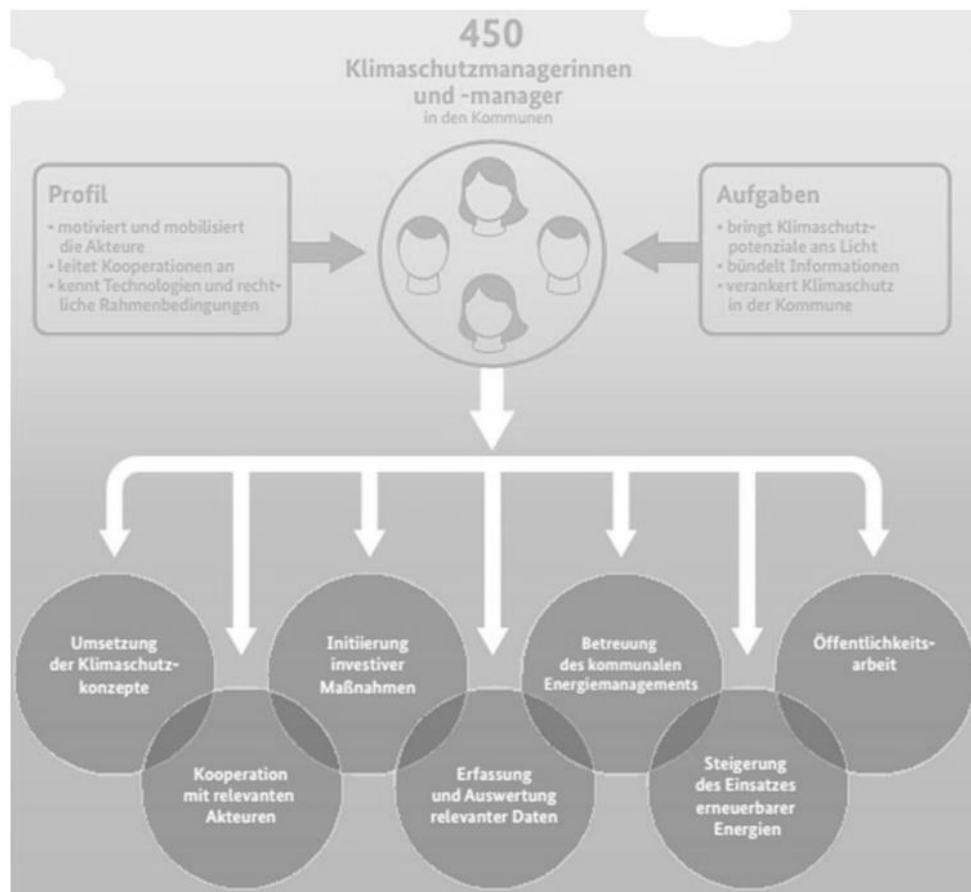 450
Klimaschutzmanagerinnen
und -manager
in den Kommunen
Profil
• motiviert und mobilisiert
die Akteure
• leitet Kooperationen an
• kennt Technologien und recht-
liche Rahmenbedingungen
Aufgaben
• bringt Klimaschutz-
potenziale ans Licht
• bündelt Informationen
• verankert Klimaschutz
in der Kommune
Umsetzung
der Klimaschutz-
konzepte
Kooperation
mit relevanten
Akteuren
Initiierung
investiver
Maßnahmen
Erfassung
und Auswertung
relevanter Daten
Betreuung
des kommunalen
Energiemanagements
Steigerung
des Einsatzes
erneuerbarer
Energien
Öffentlichkeits-
arbeit